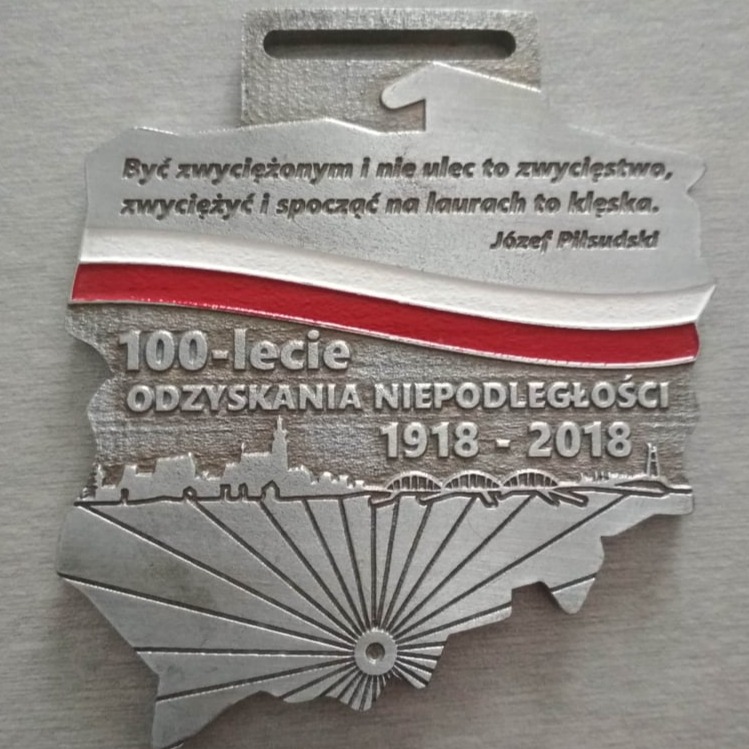 Być zwyciężonym i nie ulec to zwycięstwo,
zwyciężyć i spocząć na laurach to klęska.
Józef Piłsudski
100-lecie
ODZYSKANIA NIEPODLEGŁOŚCI
1918 - 2018